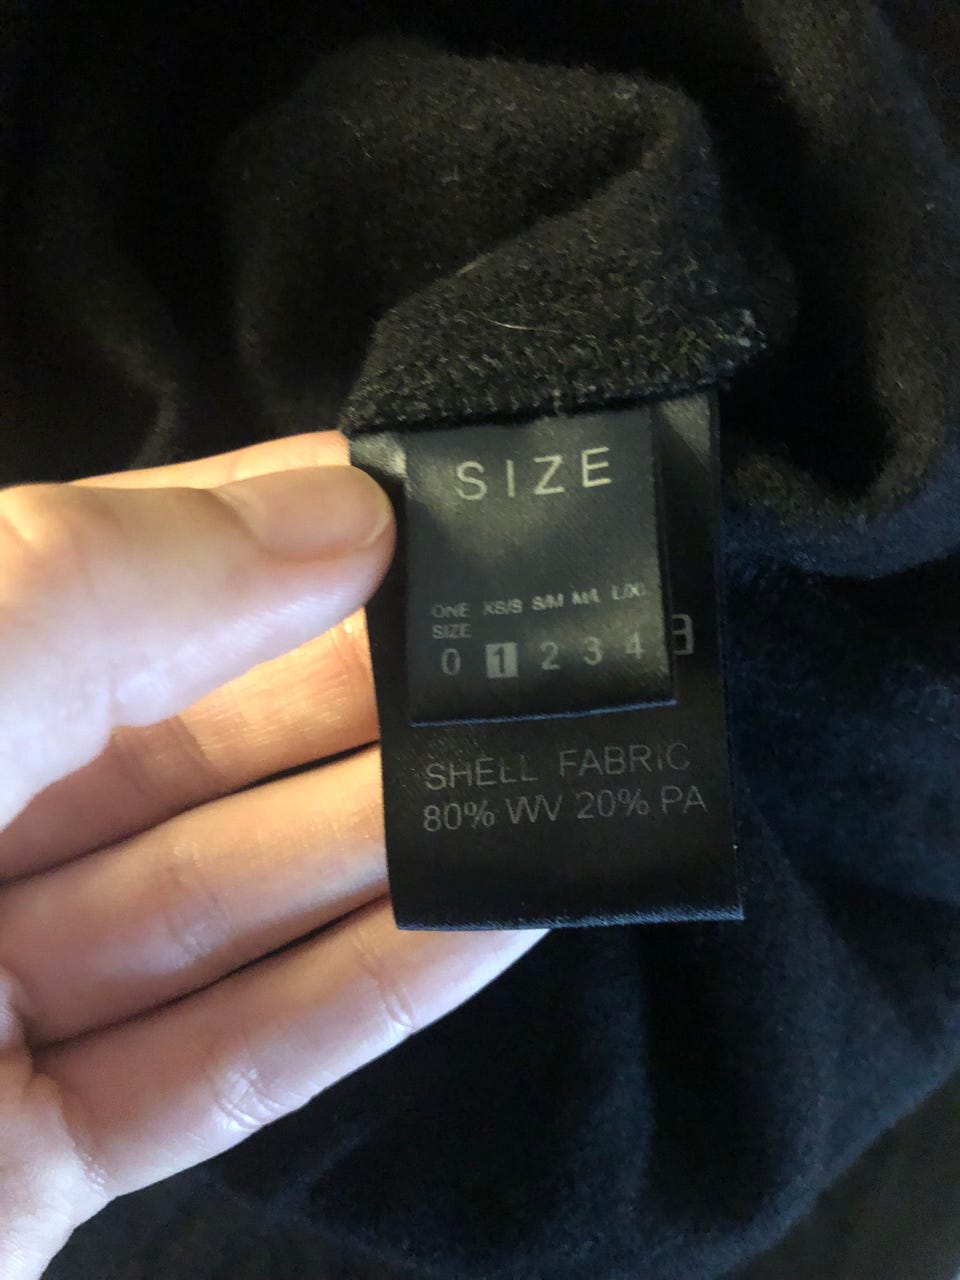 SIZE
ONE XS/S S/M M/L L/XL
SIZE
0 1 2 3 4
SHELL FABRIC
80% WV 20% PA